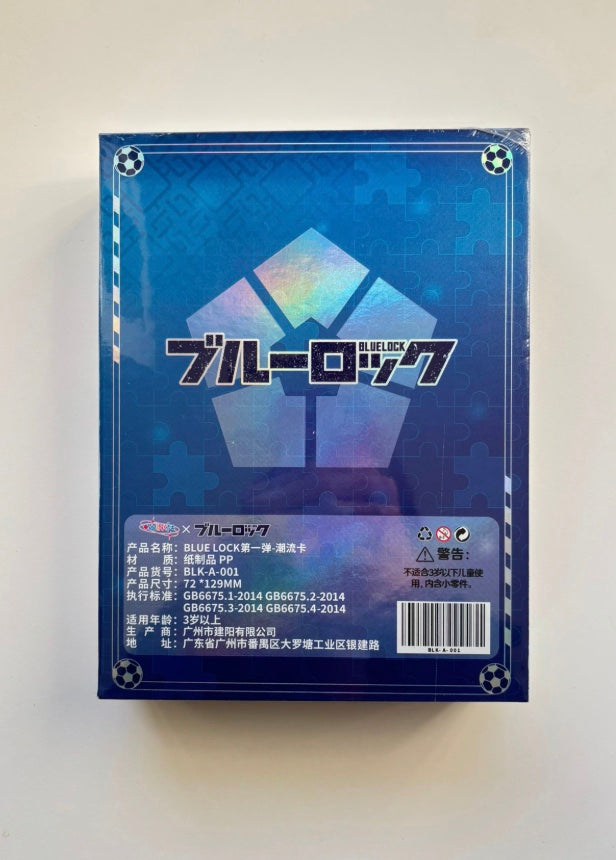 ブルーロック
BLUELOCK
× ブルーロック
产品名称：BLUE LOCK第一弹-潮流卡
材　　质：纸制品 PP
产品货号：BLK-A-001
产品尺寸：72 *129MM
执行标准：GB6675.1-2014 GB6675.2-2014
GB6675.3-2014 GB6675.4-2014
适用年龄：3岁以上
生 产 商：广州市建阳有限公司
地　　址：广东省广州市番禺区大罗塘工业区银建路
警告：
不适合3岁以下儿童使
用，内含小零件。
BLK- A- 001